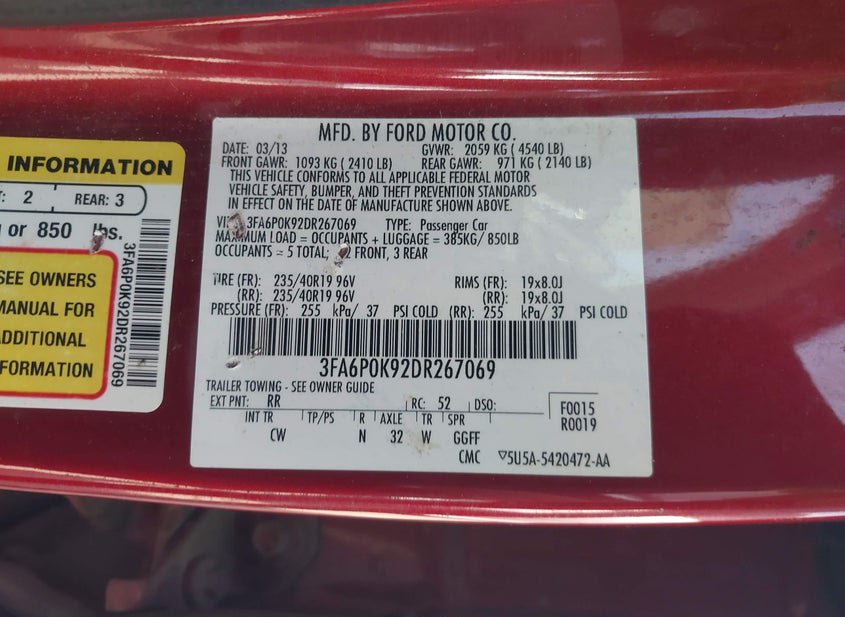 INFORMATION
2 REAR: 3
or 850 lbs.
SEE OWNERS
MANUAL FOR
ADDITIONAL
INFORMATION
3FA6P0K92DR267069
MFD. BY FORD MOTOR CO.
DATE: 03/13 GVWR: 2059 KG ( 4540 LB)
FRONT GAWR: 1093 KG ( 2410 LB) REAR GAWR: 971 KG ( 2140 LB)
THIS VEHICLE CONFORMS TO ALL APPLICABLE FEDERAL MOTOR
VEHICLE SAFETY, BUMPER, AND THEFT PREVENTION STANDARDS
IN EFFECT ON THE DATE OF MANUFACTURE SHOWN ABOVE.
VIN: 3FA6P0K92DR267069 TYPE: Passenger Car
MAXIMUM LOAD = OCCUPANTS + LUGGAGE = 385KG/ 850LB
OCCUPANTS = 5 TOTAL; 2 FRONT, 3 REAR
TIRE (FR): 235/40R19 96V RIMS (FR): 19x8.0J
(RR): 235/40R19 96V (RR): 19x8.0J
PRESSURE (FR): 255 kPa/ 37 PSI COLD (RR): 255 kPa/ 37 PSI COLD
3FA6P0K92DR267069
TRAILER TOWING - SEE OWNER GUIDE
EXT PNT: RR RC: 52 DSO: F0015
INT TR TP/PS R AXLE TR SPR R0019
CW N 32 W GGFF
CMC ▽5U5A-5420472-AA